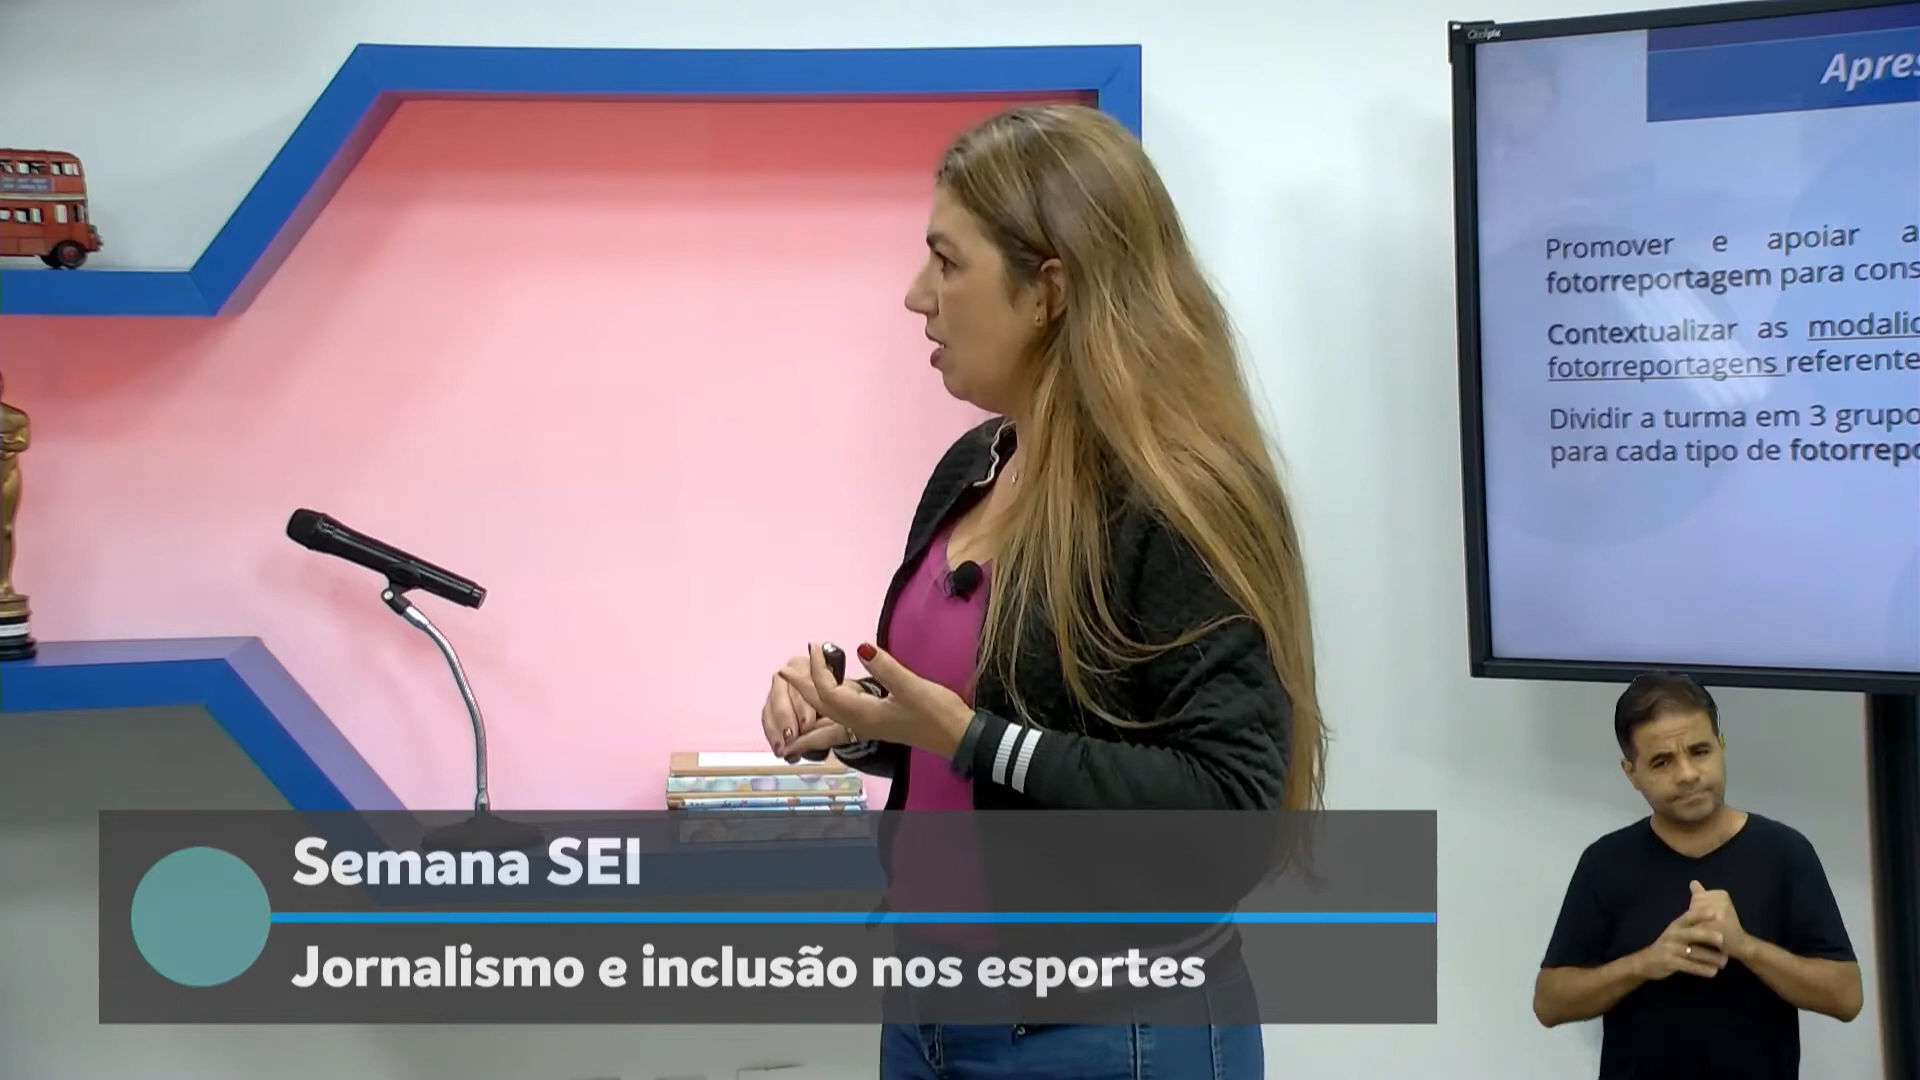 Apres
Promover e apoiar a
fotorreportagem para cons
Contextualizar as modalid
fotorreportagens referente
Dividir a turma em 3 grupo
para cada tipo de fotorrepo
Semana SEI
Jornalismo e inclusão nos esportes